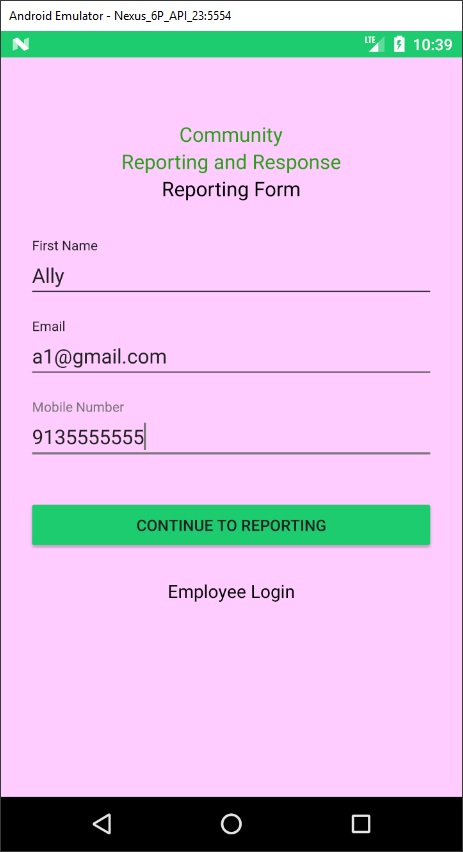 Android Emulator - Nexus_6P_API_23:5554
LTE 10:39
Community
Reporting and Response
Reporting Form
First Name
Ally
Email
a1@gmail.com
Mobile Number
9135555555
CONTINUE TO REPORTING
Employee Login